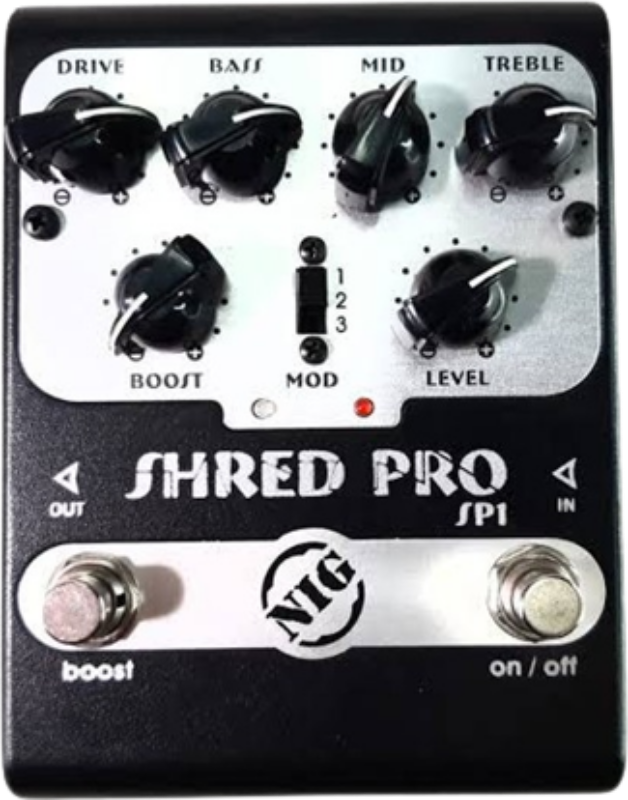 DRIVE BASS MID TREBLE
⊖ ⊕ ⊖ ⊕ ⊕ ⊖ ⊕
1
2
3
⊖ ⊕ ⊖ ⊕
BOOST MOD LEVEL
SHRED PRO
SP1
OUT IN
NIG
boost on / off